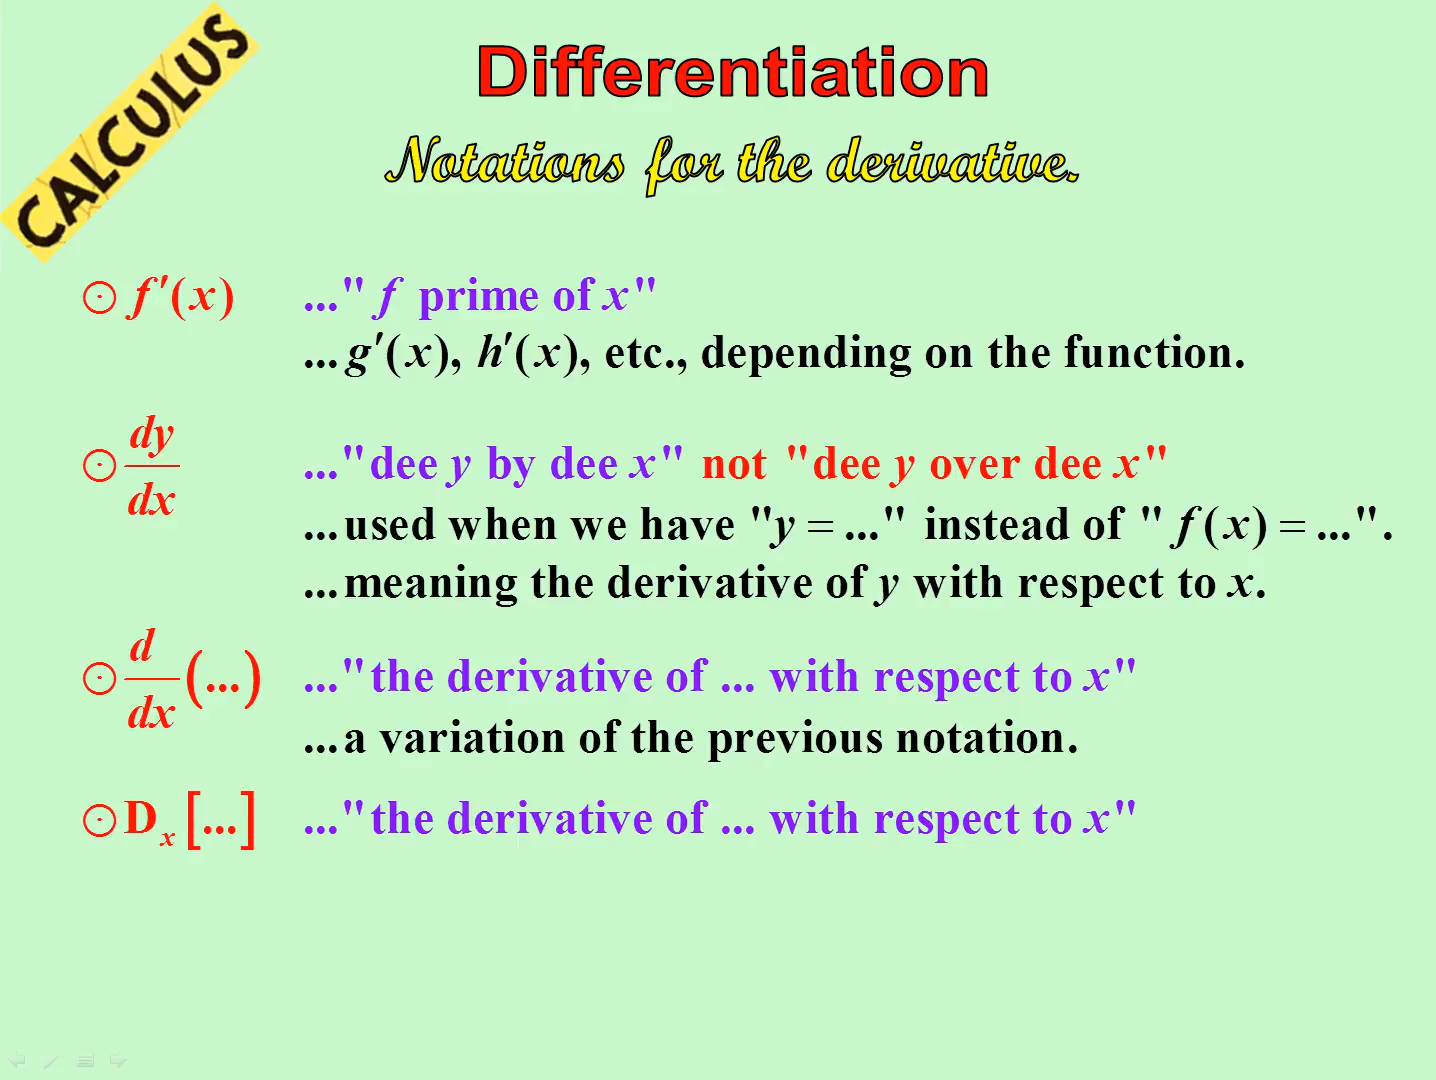 CALCULUS
Differentiation
Notations for the derivative.
⊙ f′(x) ..." f prime of x"
... g′(x), h′(x), etc., depending on the function.
⊙ dy/dx ..."dee y by dee x" not "dee y over dee x"
... used when we have "y = ..." instead of " f(x) = ...".
... meaning the derivative of y with respect to x.
⊙ d/dx (...) ..."the derivative of ... with respect to x"
... a variation of the previous notation.
⊙ Dₓ [...] ..."the derivative of ... with respect to x"